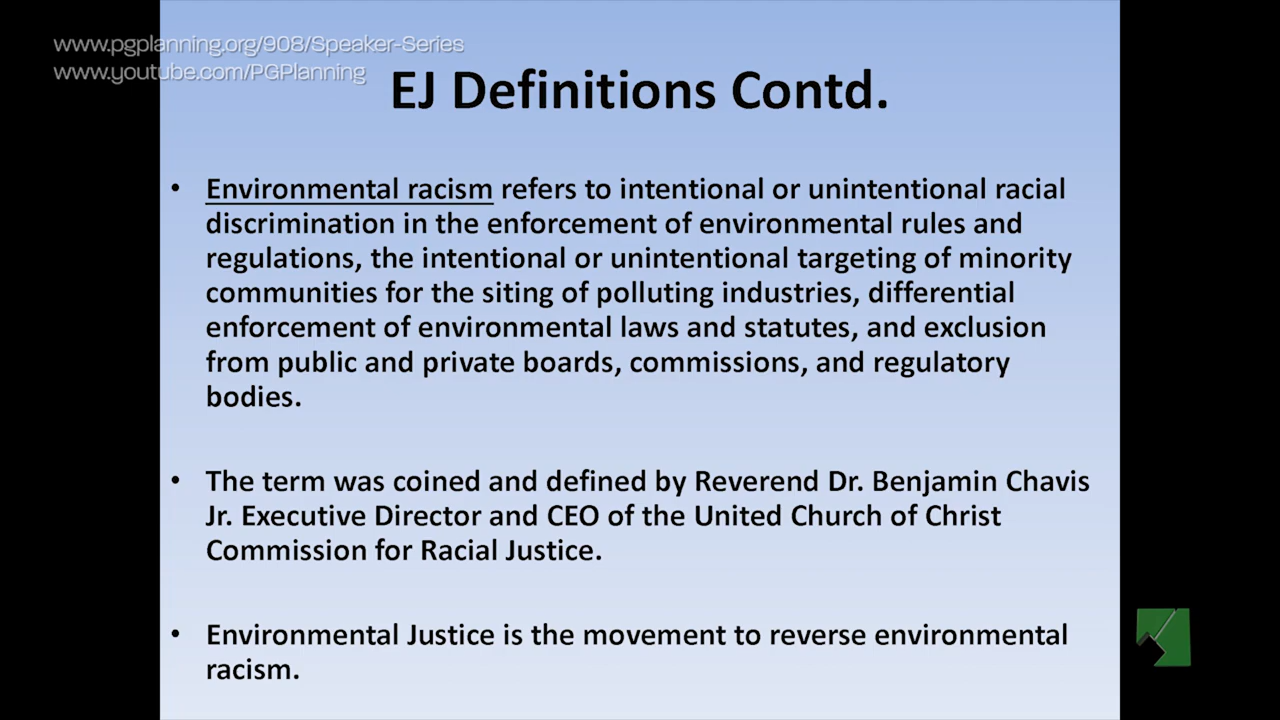 www.pgplanning.org/908/Speaker-Series
www.youtube.com/PGPlanning
EJ Definitions Contd.
• Environmental racism refers to intentional or unintentional racial
discrimination in the enforcement of environmental rules and
regulations, the intentional or unintentional targeting of minority
communities for the siting of polluting industries, differential
enforcement of environmental laws and statutes, and exclusion
from public and private boards, commissions, and regulatory
bodies.
• The term was coined and defined by Reverend Dr. Benjamin Chavis
Jr. Executive Director and CEO of the United Church of Christ
Commission for Racial Justice.
• Environmental Justice is the movement to reverse environmental
racism.